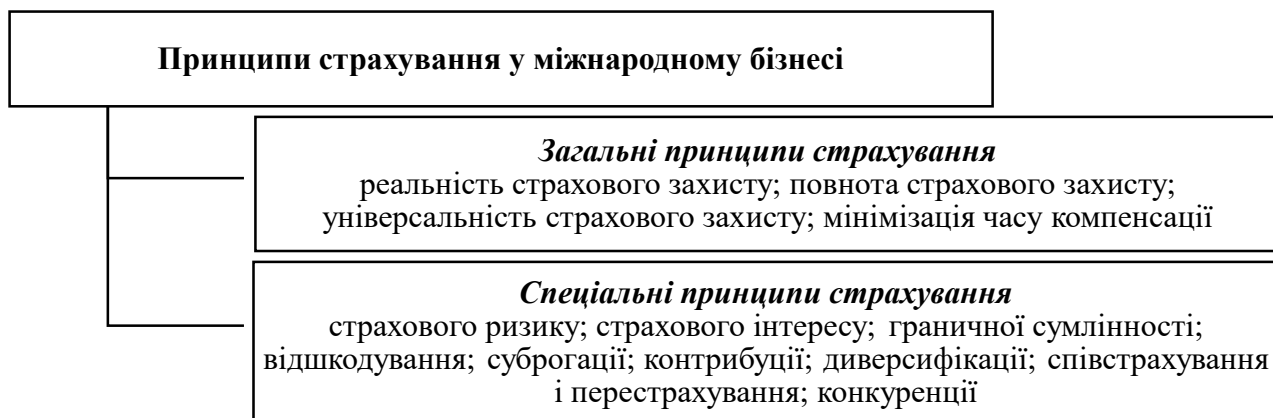 Принципи страхування у міжнародному бізнесі
Загальні принципи страхування
реальність страхового захисту; повнота страхового захисту;
універсальність страхового захисту; мінімізація часу компенсації
Спеціальні принципи страхування
страхового ризику; страхового інтересу; граничної сумлінності;
відшкодування; суброгації; контрибуції; диверсифікації; співстрахування
і перестрахування; конкуренції